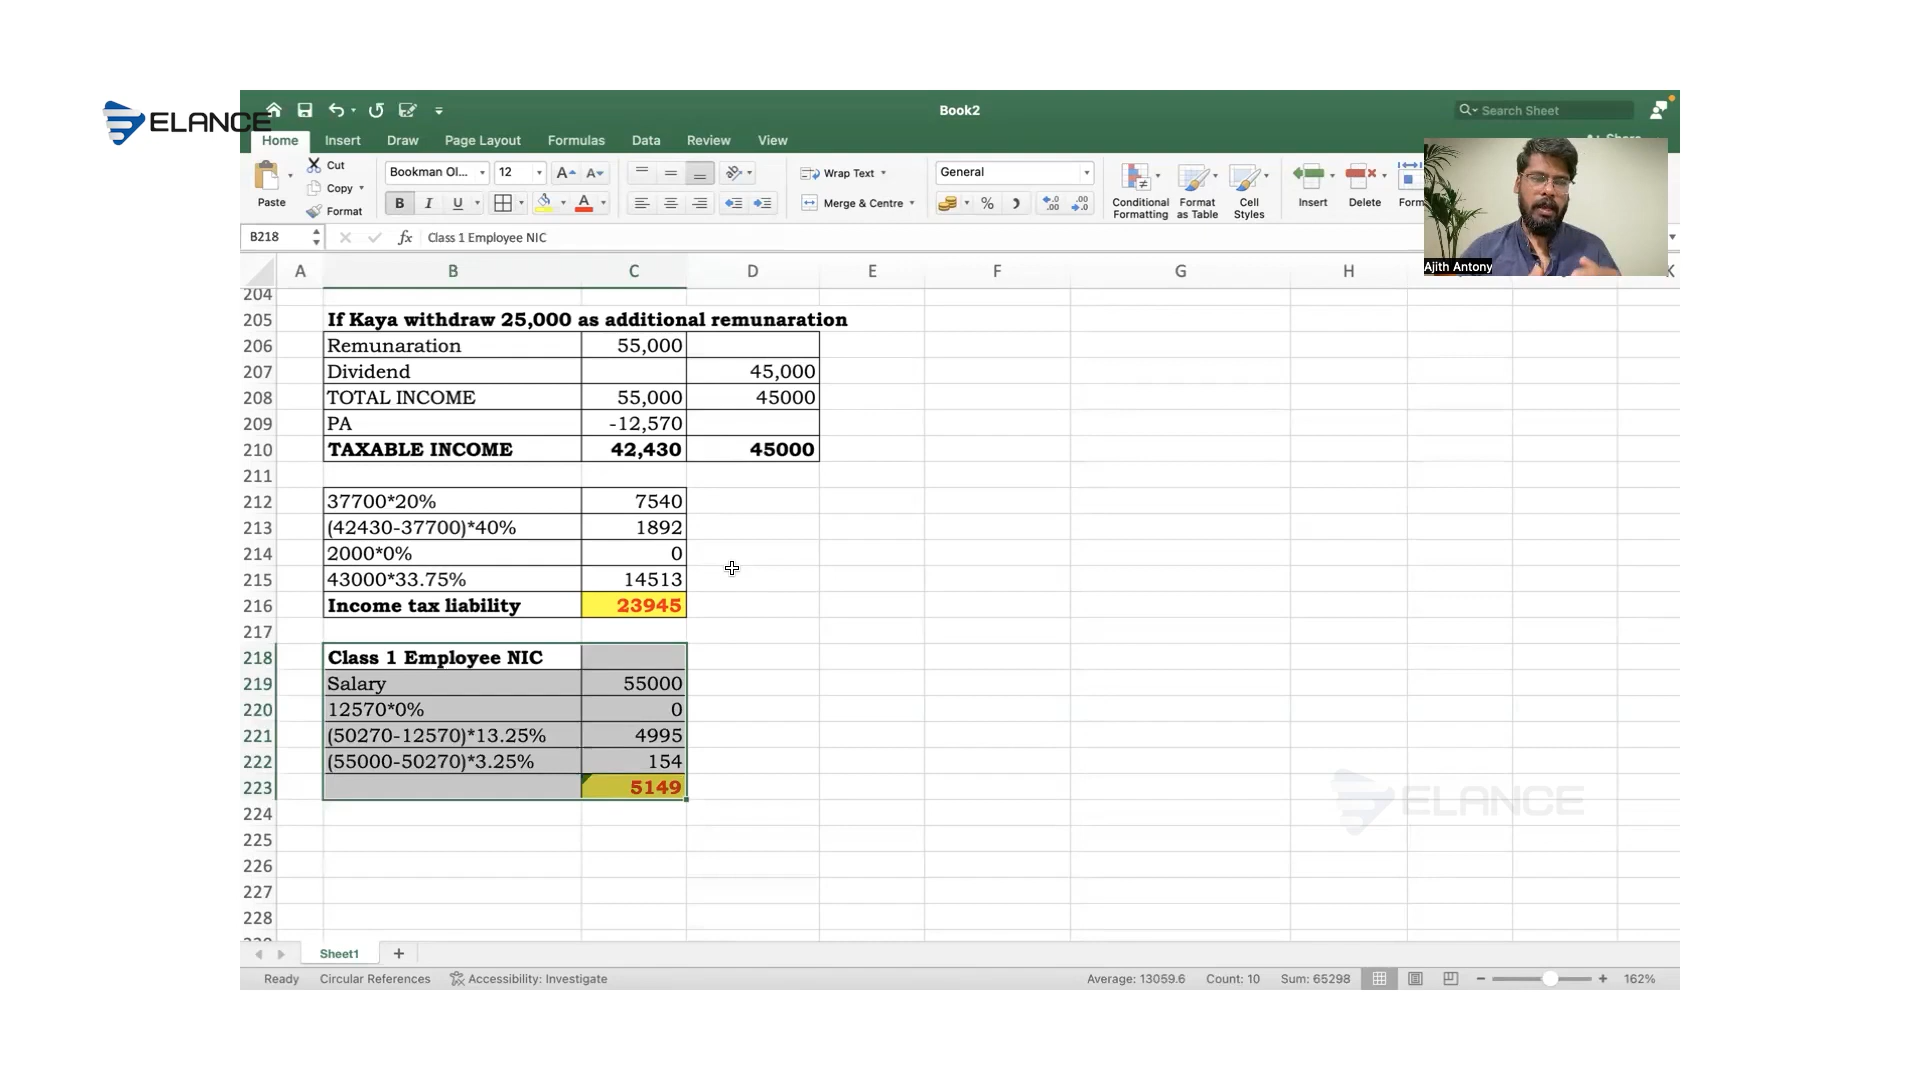 ELANCE
Book2
Search Sheet
Home Insert Draw Page Layout Formulas Data Review View
Paste
Cut
Copy
Format
Bookman Ol... 12
Wrap Text
Merge & Centre
General
Conditional Formatting
Format as Table
Cell Styles
Insert
Delete
Form
Ajith Antony
B218 fx Class 1 Employee NIC
A B C D E F G H K
204
205 If Kaya withdraw 25,000 as additional remunaration
206 Remunaration 55,000
207 Dividend 45,000
208 TOTAL INCOME 55,000 45000
209 PA -12,570
210 TAXABLE INCOME 42,430 45000
211
212 37700*20% 7540
213 (42430-37700)*40% 1892
214 2000*0% 0
215 43000*33.75% 14513
216 Income tax liability 23945
217
218 Class 1 Employee NIC
219 Salary 55000
220 12570*0% 0
221 (50270-12570)*13.25% 4995
222 (55000-50270)*3.25% 154
223 5149
224
225
226
227
228
ELANCE
Sheet1
Ready Circular References Accessibility: Investigate Average: 13059.6 Count: 10 Sum: 65298 162%